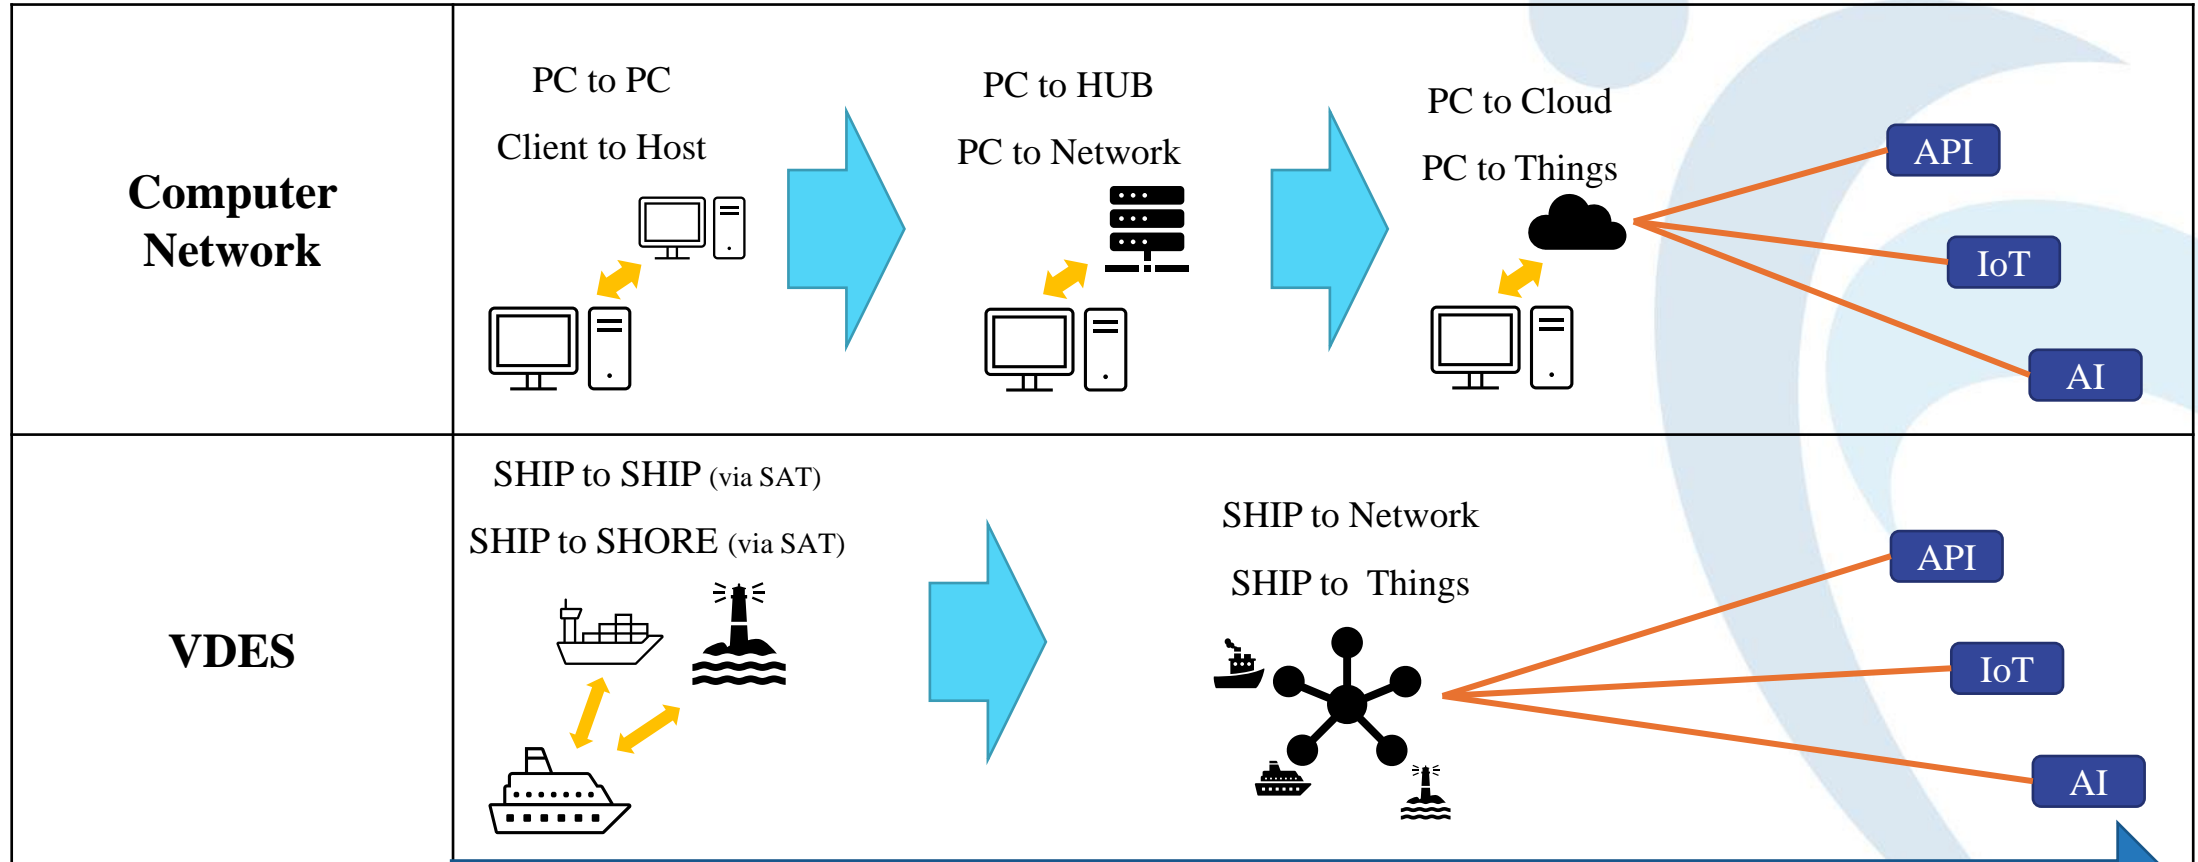 Computer
Network
PC to PC
Client to Host
PC to HUB
PC to Network
PC to Cloud
PC to Things
API
IoT
AI
VDES
SHIP to SHIP (via SAT)
SHIP to SHORE (via SAT)
SHIP to Network
SHIP to Things
API
IoT
AI